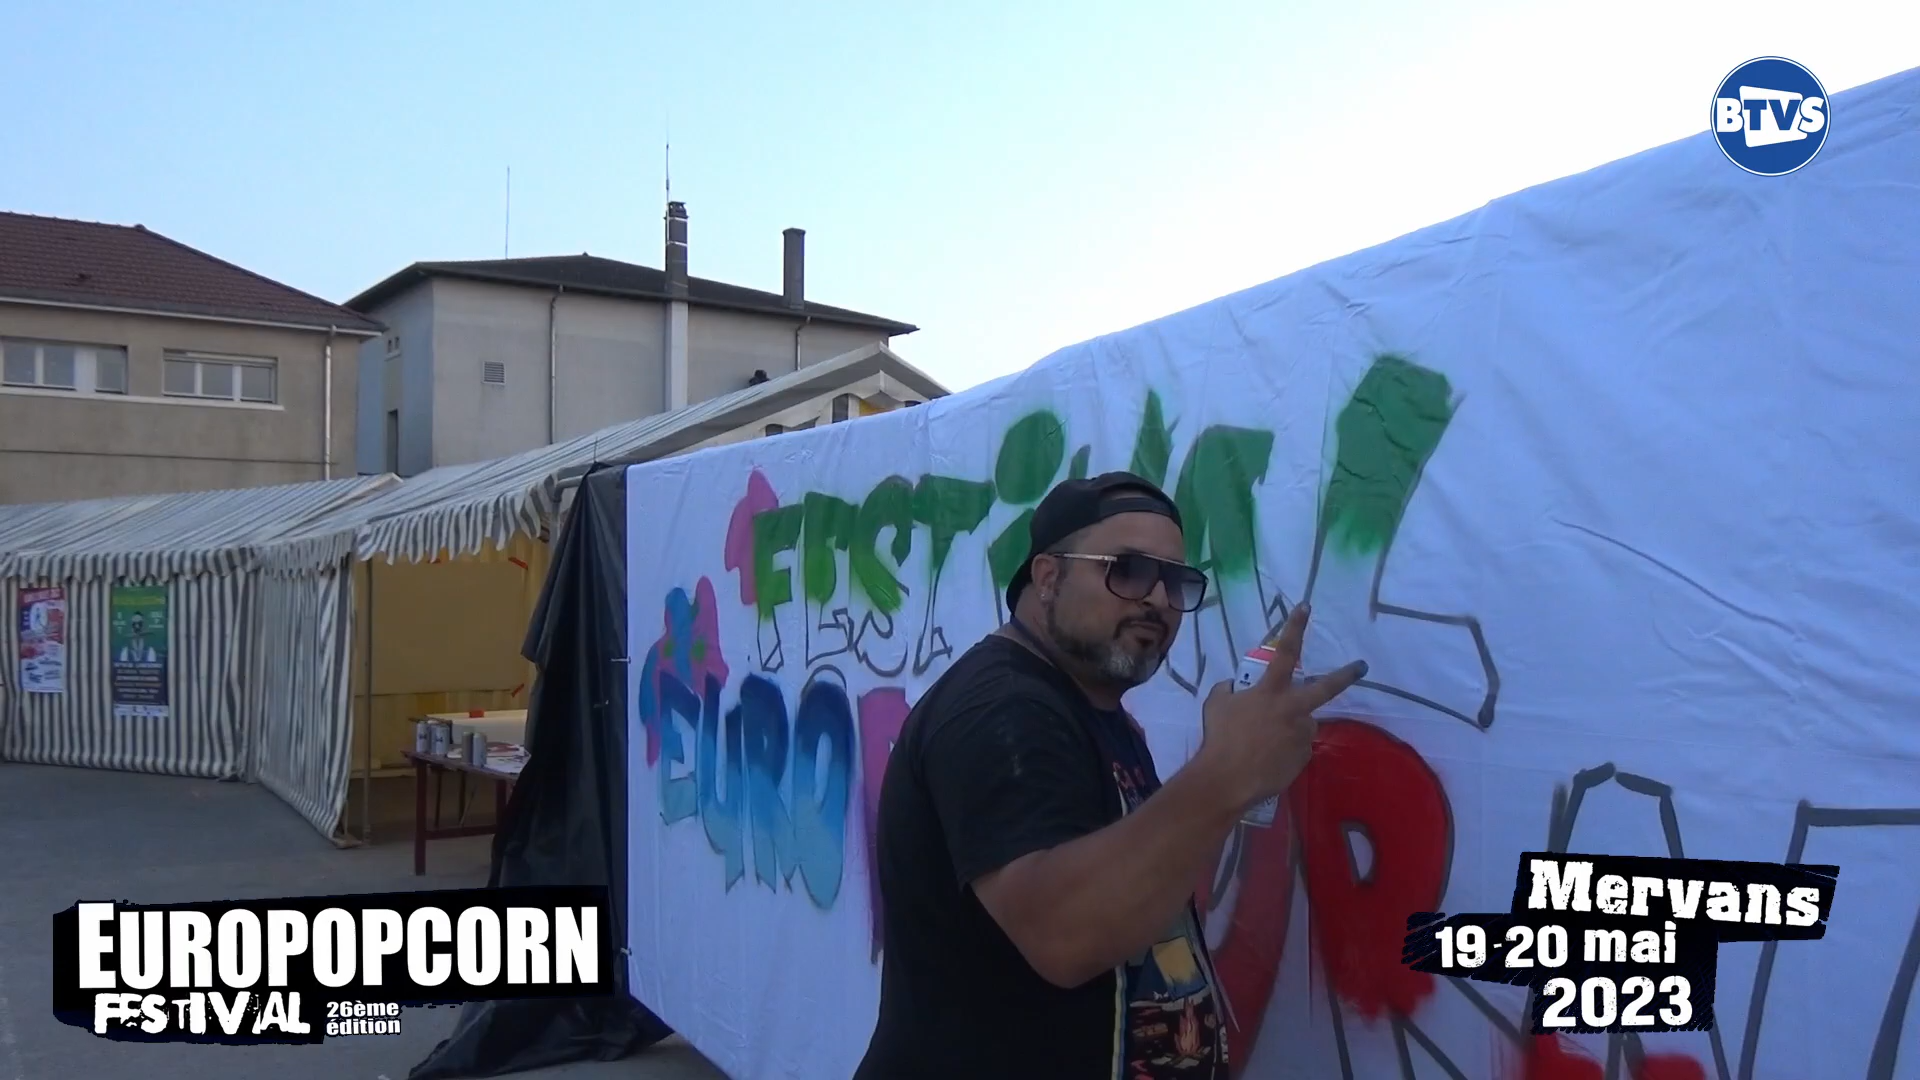 BTVS
FESTiVAL
EURO
EUROPOPCORN
FESTIVAL 26ème
édition
Mervans
19-20 mai
2023